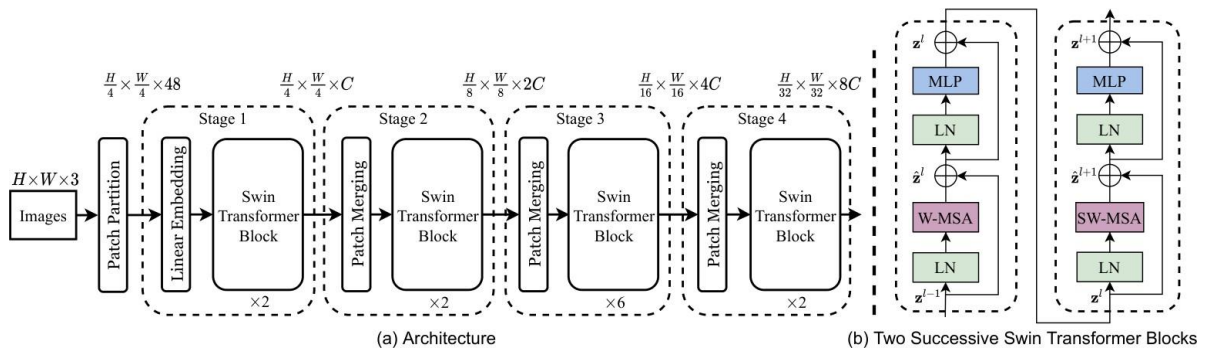 H/4 × W/4 × 48
H/4 × W/4 × C
H/8 × W/8 × 2C
H/16 × W/16 × 4C
H/32 × W/32 × 8C
Stage 1
Stage 2
Stage 3
Stage 4
H×W×3
Images
Patch Partition
Linear Embedding
Swin
Transformer
Block
×2
Patch Merging
Swin
Transformer
Block
×2
Patch Merging
Swin
Transformer
Block
×6
Patch Merging
Swin
Transformer
Block
×2
(a) Architecture
z^l
MLP
LN
ẑ^l
W-MSA
LN
z^{l-1}
z^{l+1}
MLP
LN
ẑ^{l+1}
SW-MSA
LN
z^l
(b) Two Successive Swin Transformer Blocks